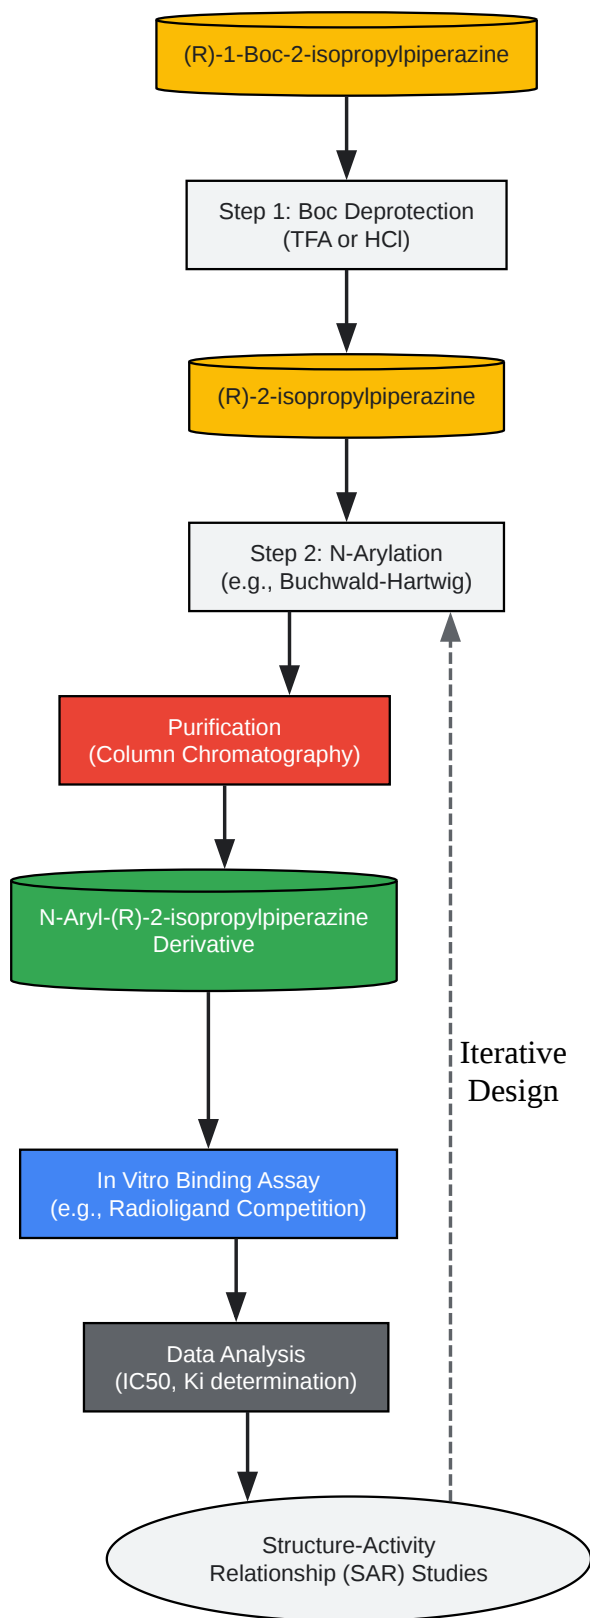 (R)-1-Boc-2-isopropylpiperazine
Step 1: Boc Deprotection
(TFA or HCl)
(R)-2-isopropylpiperazine
Step 2: N-Arylation
(e.g., Buchwald-Hartwig)
Purification
(Column Chromatography)
N-Aryl-(R)-2-isopropylpiperazine
Derivative
Iterative
Design
In Vitro Binding Assay
(e.g., Radioligand Competition)
Data Analysis
(IC50, Ki determination)
Structure-Activity
Relationship (SAR) Studies